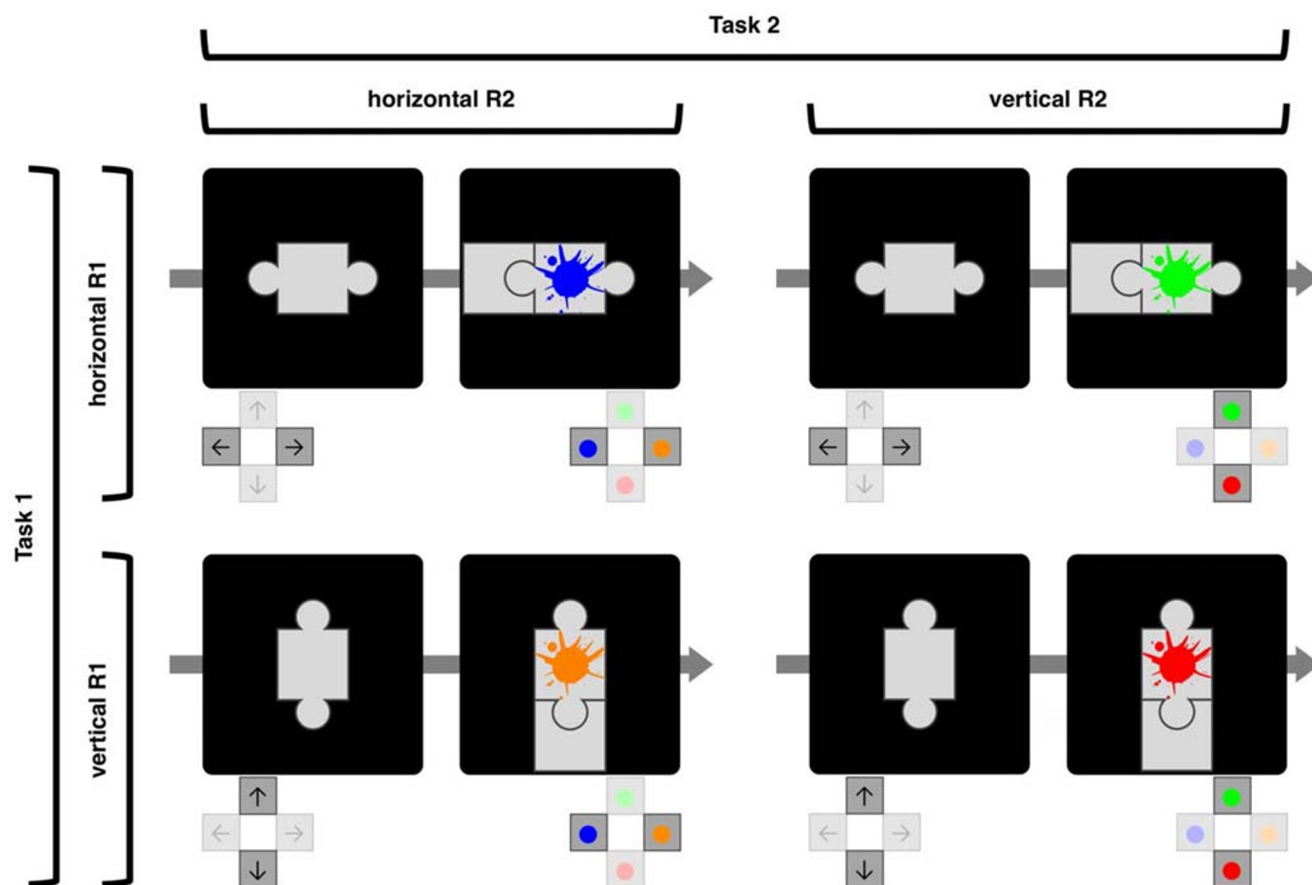 Task 2
horizontal R2
vertical R2
Task 1
horizontal R1
← →
↑
↓
← →
↑
↓
vertical R1
↑
← →
↓
↑
← →
↓